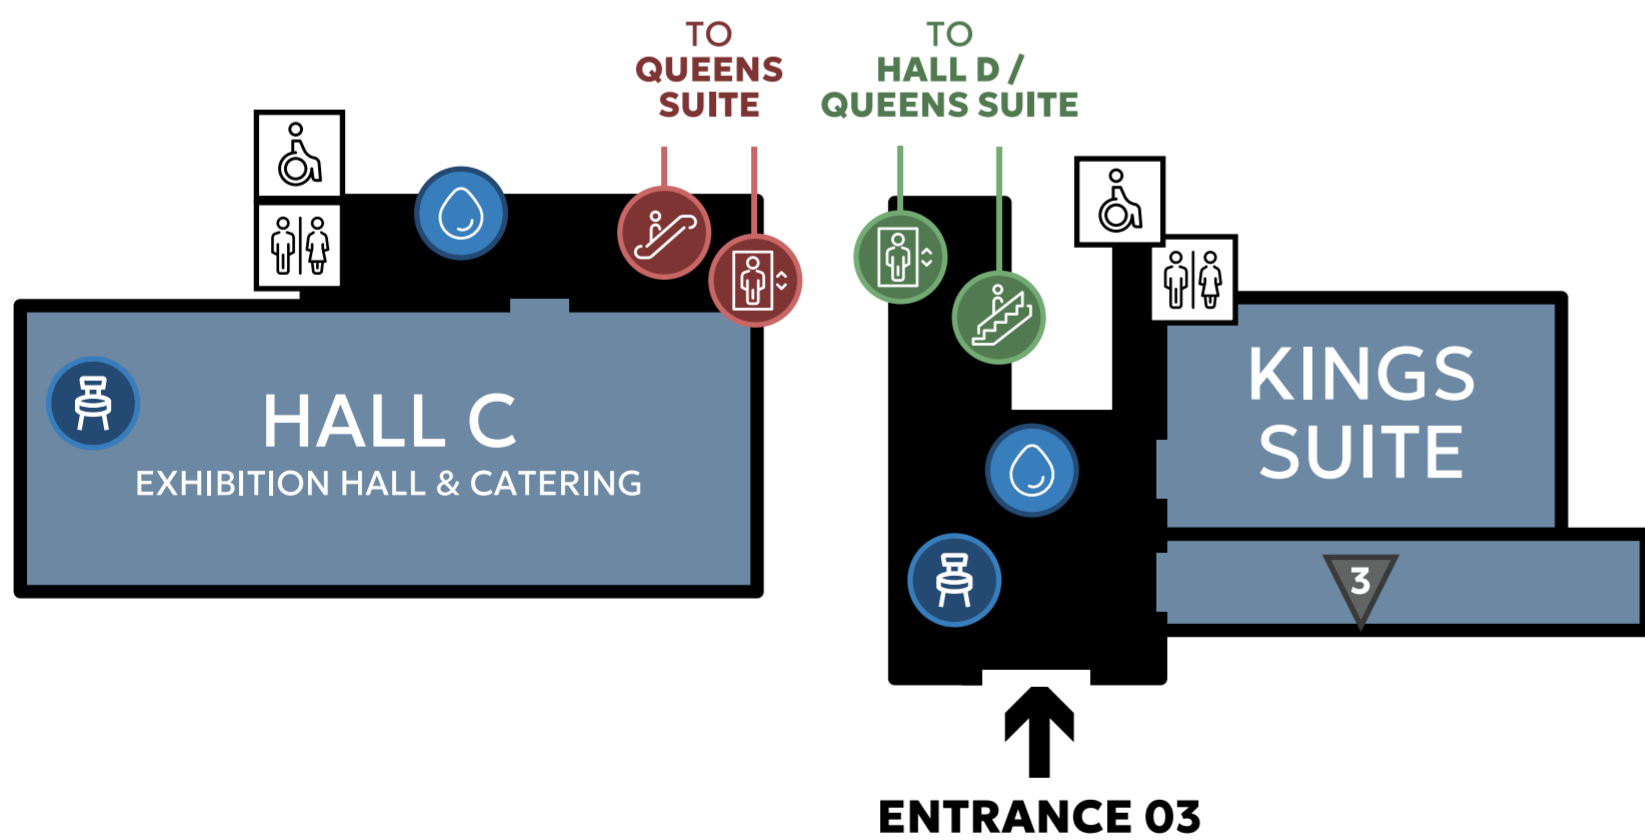 TO
QUEENS
SUITE
TO
HALL D /
QUEENS SUITE
HALL C
EXHIBITION HALL & CATERING
KINGS
SUITE
3
ENTRANCE 03